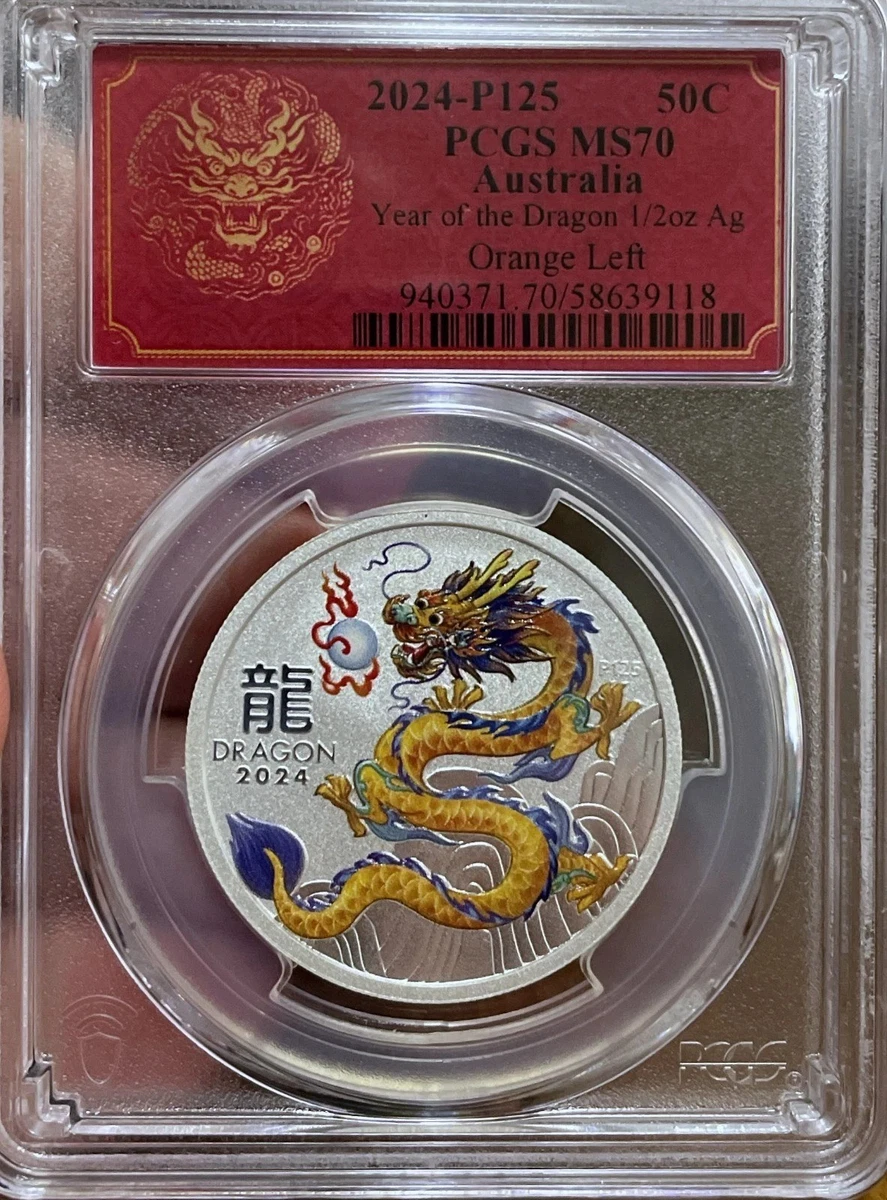 2024-P125 50C
PCGS MS70
Australia
Year of the Dragon 1/2oz Ag
Orange Left
940371.70/58639118
P125
龍
DRAGON
2024
PCGS